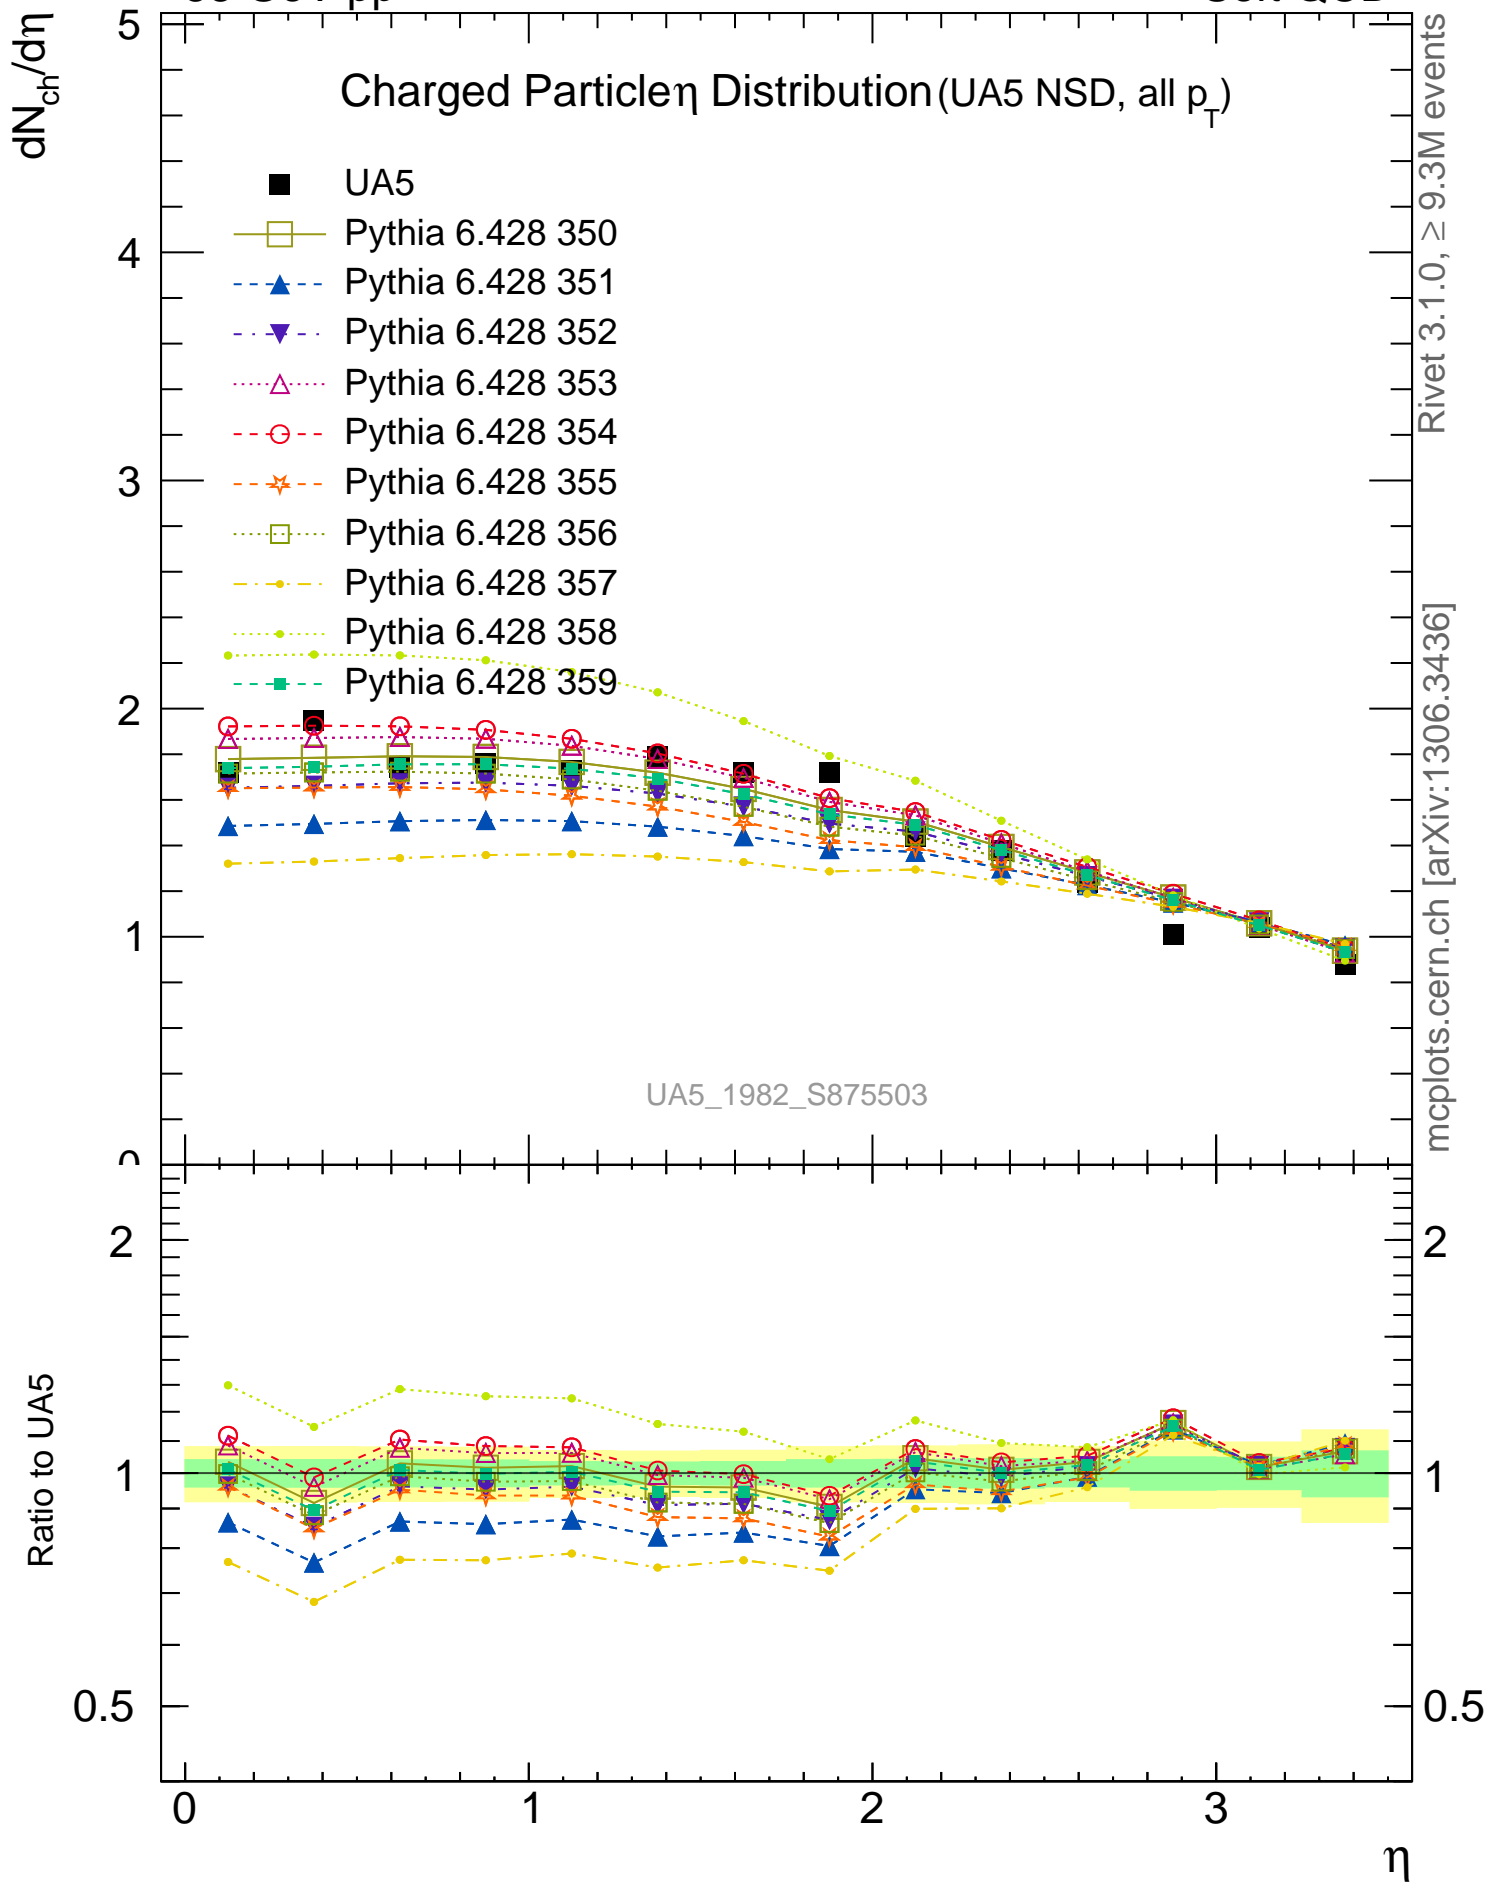 dN_ch/dη
5
Charged Particleη Distribution (UA5 NSD, all p_T)
UA5
Pythia 6.428 350
Pythia 6.428 351
Pythia 6.428 352
Pythia 6.428 353
Pythia 6.428 354
Pythia 6.428 355
Pythia 6.428 356
Pythia 6.428 357
Pythia 6.428 358
Pythia 6.428 359
4
3
2
1
0
UA5_1982_S875503
Rivet 3.1.0, ≥ 9.3M events
mcplots.cern.ch [arXiv:1306.3436]
Ratio to UA5
2
1
0.5
2
1
0.5
0
1
2
3
η